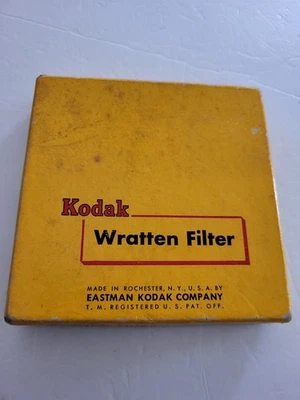 Kodak
Wratten Filter
MADE IN ROCHESTER, N. Y., U. S. A. BY
EASTMAN KODAK COMPANY
T. M. REGISTERED U. S. PAT. OFF.